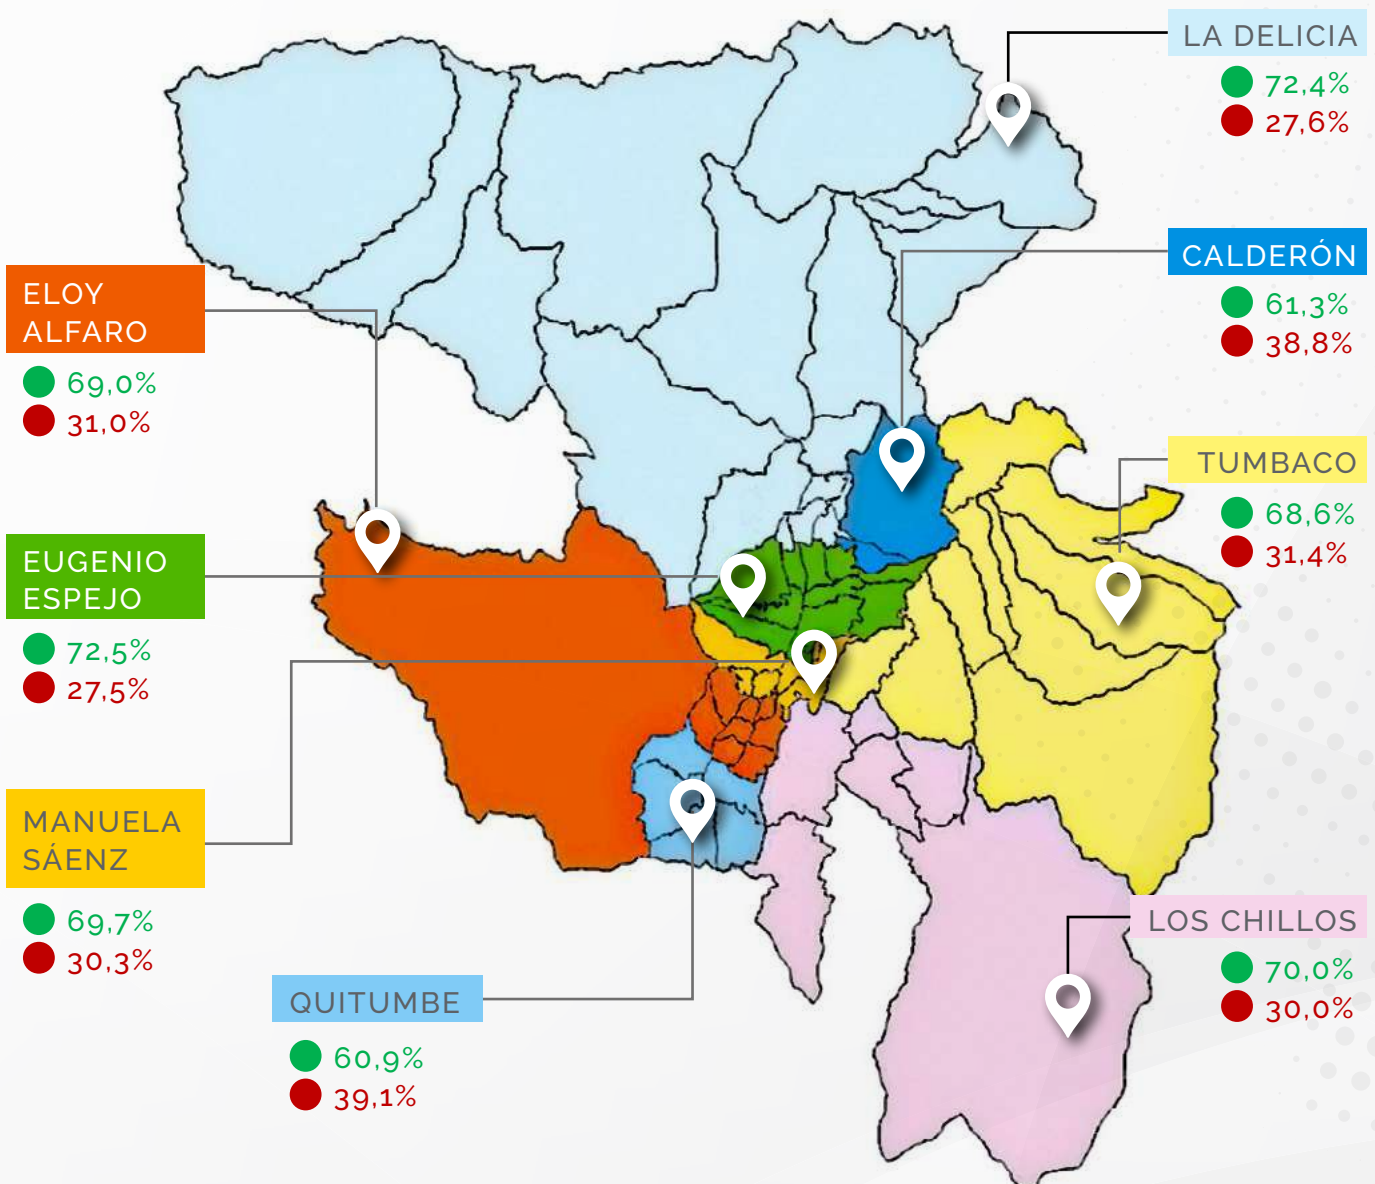 LA DELICIA
72,4%
27,6%
CALDERÓN
61,3%
38,8%
ELOY
ALFARO
69,0%
31,0%
TUMBACO
68,6%
31,4%
EUGENIO
ESPEJO
72,5%
27,5%
MANUELA
SÁENZ
69,7%
30,3%
LOS CHILLOS
70,0%
30,0%
QUITUMBE
60,9%
39,1%